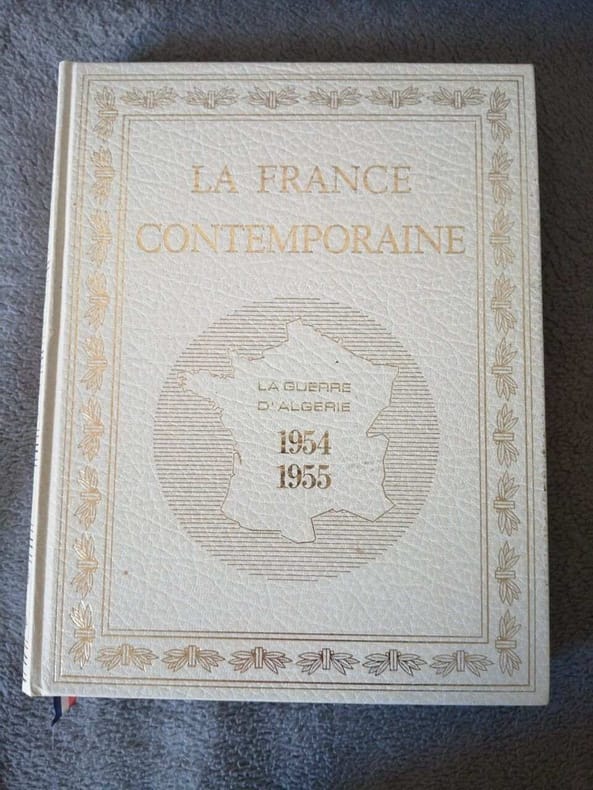 LA FRANCE
CONTEMPORAINE
LA GUERRE
D'ALGERIE
1954
1955